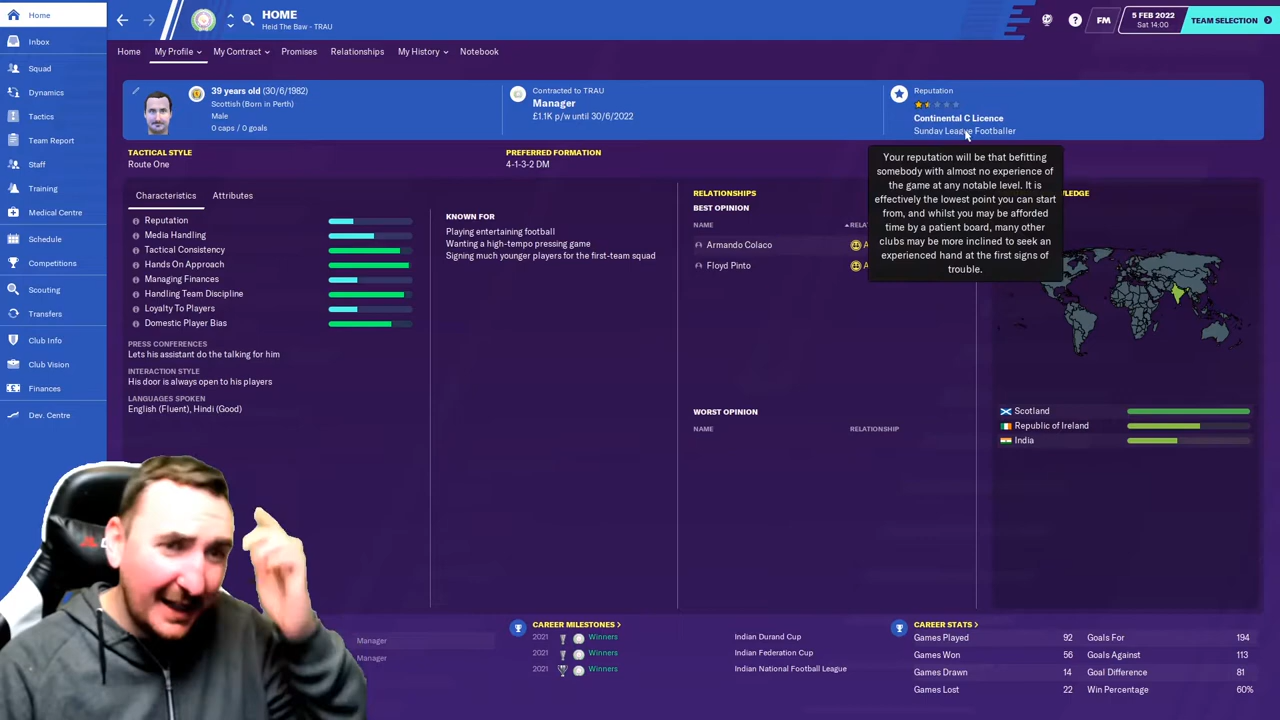 Home
HOME
Heid The Baw - TRAU
FM
5 FEB 2022
Sat 14:00
TEAM SELECTION
Inbox
Squad
Dynamics
Tactics
Team Report
Staff
Training
Medical Centre
Schedule
Competitions
Scouting
Transfers
Club Info
Club Vision
Finances
Dev. Centre
Home
My Profile
My Contract
Promises
Relationships
My History
Notebook
39 years old (30/6/1982)
Scottish (Born in Perth)
Male
0 caps / 0 goals
Contracted to TRAU
Manager
£1.1K p/w until 30/6/2022
Reputation
Continental C Licence
Sunday League Footballer
Your reputation will be that befitting
somebody with almost no experience of
the game at any notable level. It is
effectively the lowest point you can start
from, and whilst you may be afforded
time by a patient board, many other
clubs may be more inclined to seek an
experienced hand at the first signs of
trouble.
TACTICAL STYLE
Route One
PREFERRED FORMATION
4-1-3-2 DM
Characteristics
Attributes
Reputation
Media Handling
Tactical Consistency
Hands On Approach
Managing Finances
Handling Team Discipline
Loyalty To Players
Domestic Player Bias
PRESS CONFERENCES
Lets his assistant do the talking for him
INTERACTION STYLE
His door is always open to his players
LANGUAGES SPOKEN
English (Fluent), Hindi (Good)
KNOWN FOR
Playing entertaining football
Wanting a high-tempo pressing game
Signing much younger players for the first-team squad
RELATIONSHIPS
BEST OPINION
NAME
Armando Colaco
Floyd Pinto
WORST OPINION
NAME
RELATIONSHIP
Scotland
Republic of Ireland
India
Manager
Manager
CAREER MILESTONES >
2021
Winners
Indian Durand Cup
2021
Winners
Indian Federation Cup
2021
Winners
Indian National Football League
CAREER STATS >
Games Played 92
Goals For 194
Games Won 56
Goals Against 113
Games Drawn 14
Goal Difference 81
Games Lost 22
Win Percentage 60%